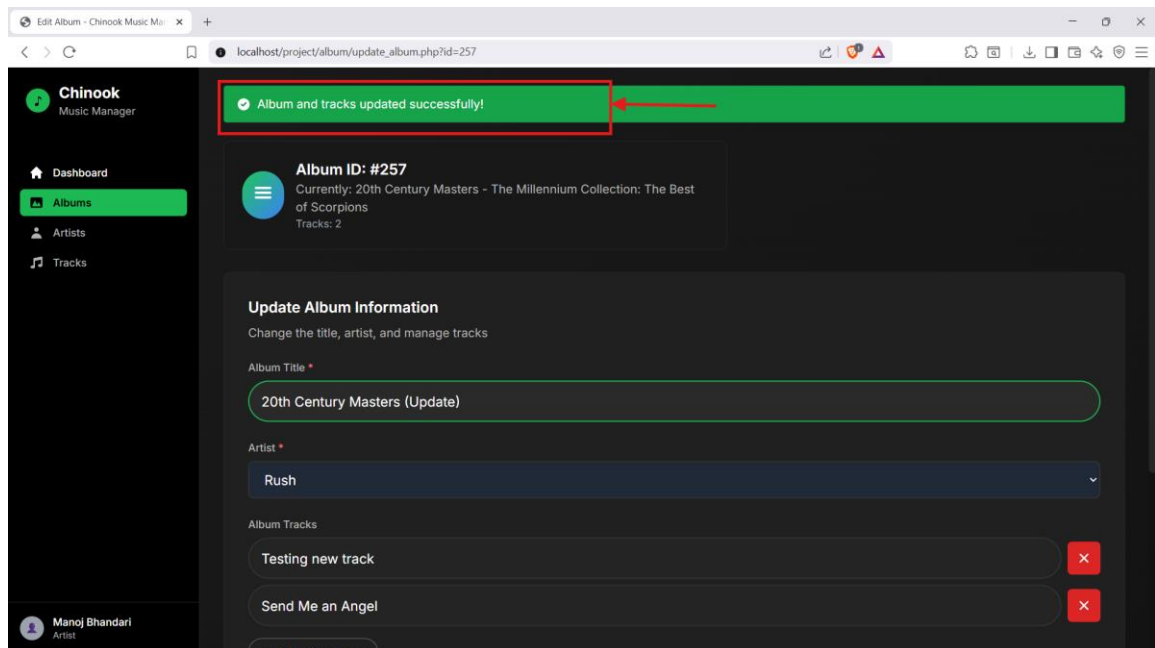 Edit Album - Chinook Music Ma
localhost/project/album/update_album.php?id=257
Chinook
Music Manager
Dashboard
Albums
Artists
Tracks
Manoj Bhandari
Artist
Album and tracks updated successfully!
Album ID: #257
Currently: 20th Century Masters - The Millennium Collection: The Best
of Scorpions
Tracks: 2
Update Album Information
Change the title, artist, and manage tracks
Album Title *
20th Century Masters (Update)
Artist *
Rush
Album Tracks
Testing new track
Send Me an Angel